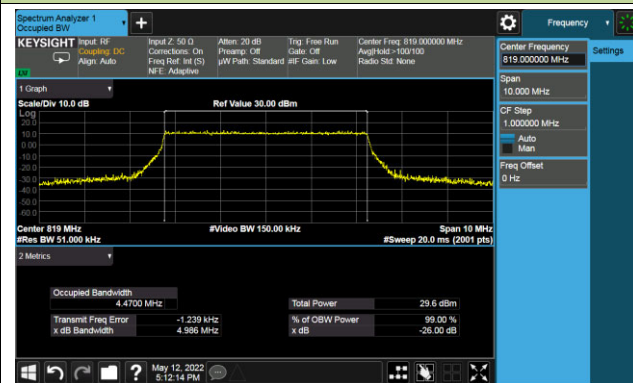 Spectrum Analyzer 1
Occupied BW
Frequency
KEYSIGHT
Input: RF
Coupling: DC
Align: Auto
Input Z: 50 Ω
Corrections: On
Freq Ref: Int (S)
NFE: Adaptive
Atten: 20 dB
Preamp: Off
µW Path: Standard
Trig: Free Run
Gate: Off
#IF Gain: Low
Center Freq: 819.000000 MHz
Avg|Hold:>100/100
Radio Std: None
Center Frequency
819.000000 MHz
Settings
Span
10.000 MHz
CF Step
1.000000 MHz
Auto
Man
Freq Offset
0 Hz
1 Graph
Scale/Div 10.0 dB
Ref Value 30.00 dBm
Log
20.0
10.0
0.00
-10.0
-20.0
-30.0
-40.0
-50.0
-60.0
Center 819 MHz
#Video BW 150.00 kHz
Span 10 MHz
#Res BW 51.000 kHz
#Sweep 20.0 ms (2001 pts)
2 Metrics
Occupied Bandwidth
4.4700 MHz
Total Power 29.6 dBm
Transmit Freq Error -1.239 kHz
% of OBW Power 99.00 %
x dB Bandwidth 4.986 MHz
x dB -26.00 dB
May 12, 2022
5:12:14 PM